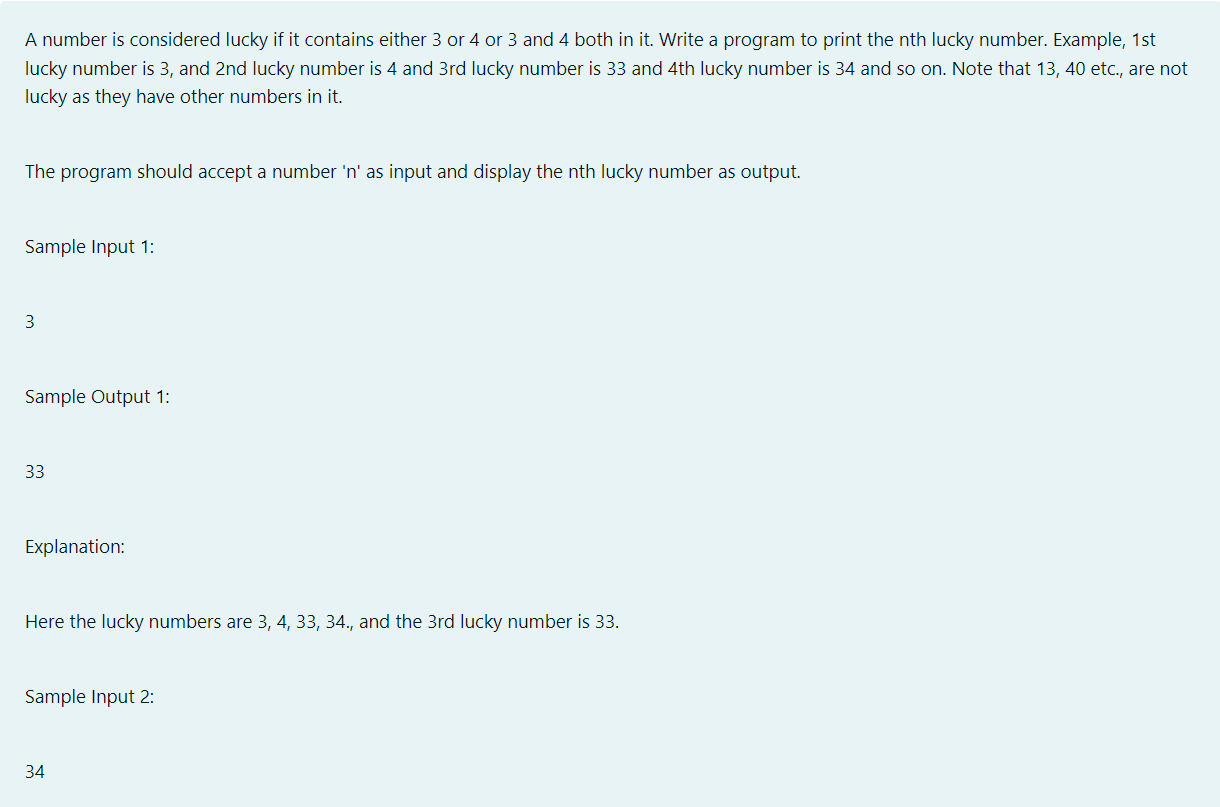 A number is considered lucky if it contains either 3 or 4 or 3 and 4 both in it. Write a program to print the nth lucky number. Example, 1st
lucky number is 3, and 2nd lucky number is 4 and 3rd lucky number is 33 and 4th lucky number is 34 and so on. Note that 13, 40 etc., are not
lucky as they have other numbers in it.
The program should accept a number 'n' as input and display the nth lucky number as output.
Sample Input 1:
3
Sample Output 1:
33
Explanation:
Here the lucky numbers are 3, 4, 33, 34., and the 3rd lucky number is 33.
Sample Input 2:
34